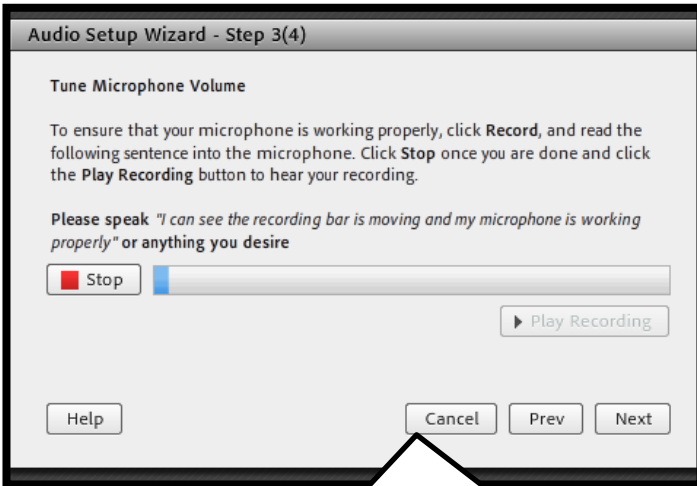 Audio Setup Wizard - Step 3(4)
Tune Microphone Volume
To ensure that your microphone is working properly, click Record, and read the
following sentence into the microphone. Click Stop once you are done and click
the Play Recording button to hear your recording.
Please speak "I can see the recording bar is moving and my microphone is working
properly" or anything you desire
Stop
Play Recording
Help Cancel Prev Next